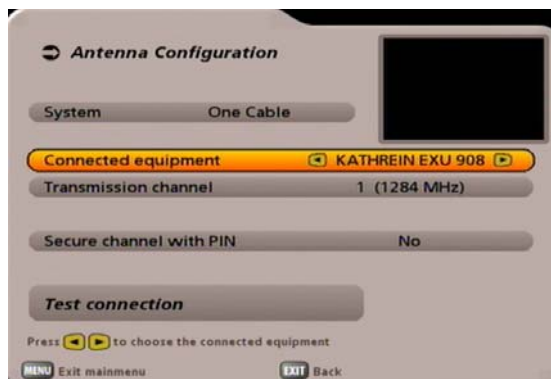 Antenna Configuration
System One Cable
Connected equipment KATHREIN EXU 908
Transmission channel 1 (1284 MHz)
Secure channel with PIN No
Test connection
Press to choose the connected equipment
MENU Exit mainmenu EXIT Back